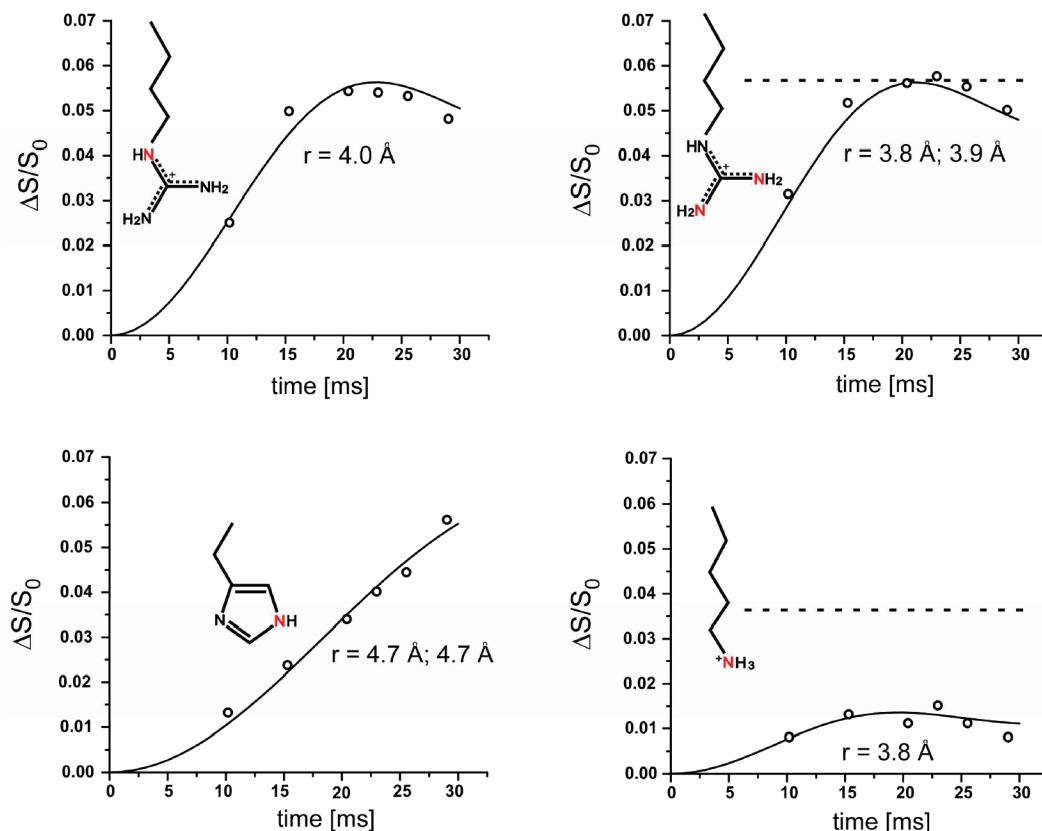 0.07
0.06
0.05
0.04
0.03
0.02
0.01
0.00
ΔS/S0
HN
+
NH2
H2N
r = 4.0 Å
0 5 10 15 20 25 30
time [ms]
0.07
0.06
0.05
0.04
0.03
0.02
0.01
0.00
ΔS/S0
HN
+
NH2
H2N
r = 3.8 Å; 3.9 Å
0 5 10 15 20 25 30
time [ms]
0.07
0.06
0.05
0.04
0.03
0.02
0.01
0.00
ΔS/S0
N
NH
r = 4.7 Å; 4.7 Å
0 5 10 15 20 25 30
time [ms]
0.07
0.06
0.05
0.04
0.03
0.02
0.01
0.00
ΔS/S0
+NH3
r = 3.8 Å
0 5 10 15 20 25 30
time [ms]